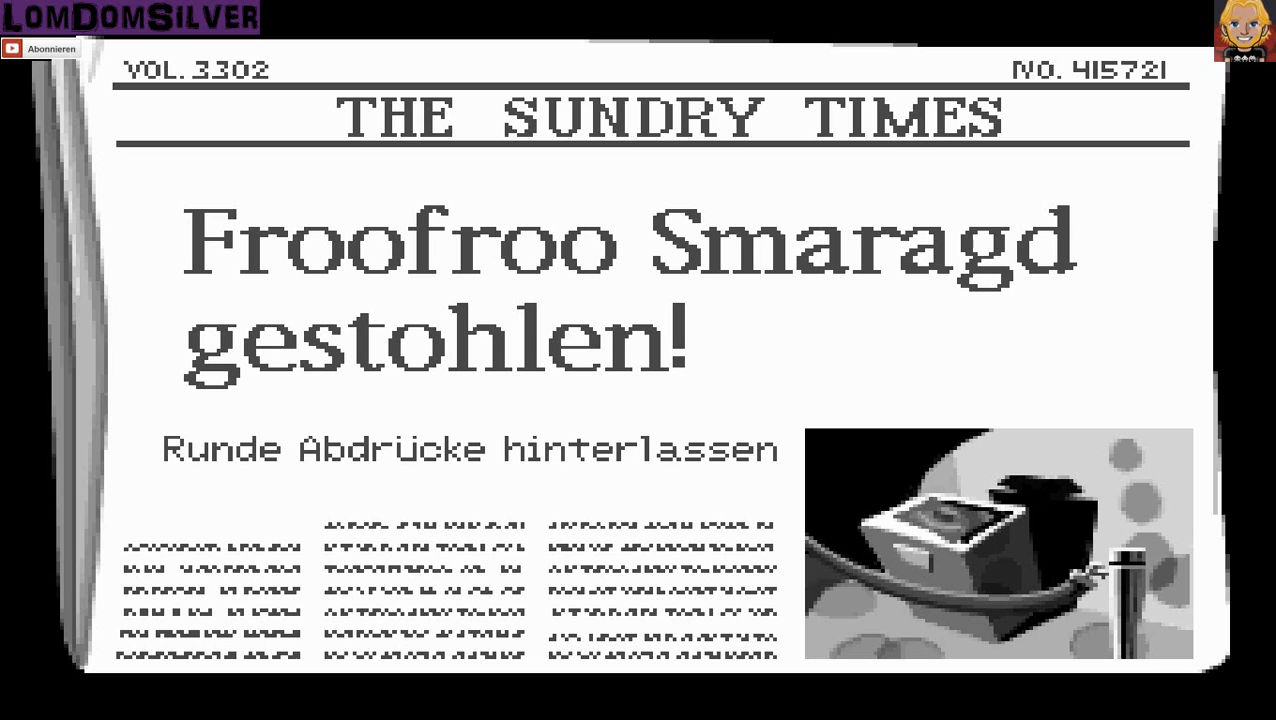 LOMDOMSILVER
Abonnieren
VOL. 3302 NO. 415721
THE SUNDRY TIMES
Froofroo Smaragd
gestohlen!
Runde Abdrücke hinterlassen